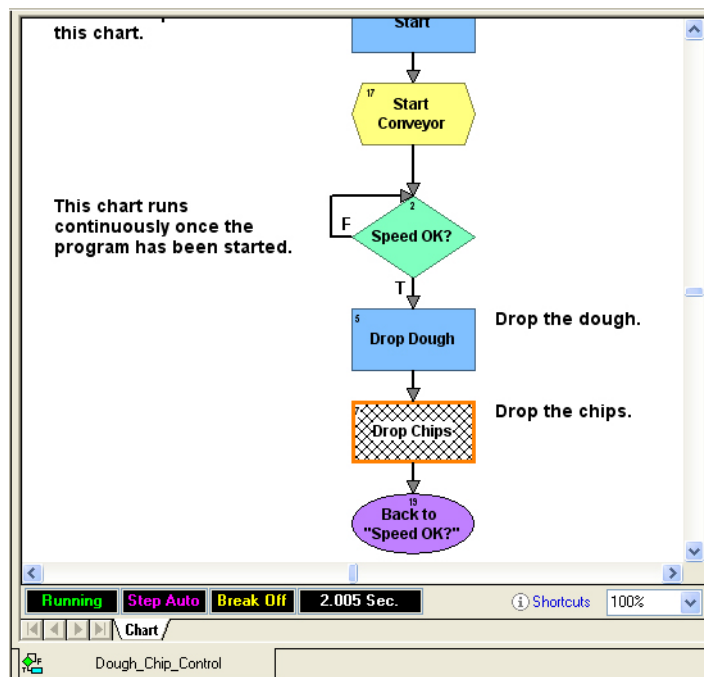 this chart.
Start
17
Start
Conveyor
This chart runs
continuously once the
program has been started.
2
F
Speed OK?
T
5
Drop Dough
Drop the dough.
7
Drop Chips
Drop the chips.
19
Back to
"Speed OK?"
Running
Step Auto
Break Off
2.005 Sec.
Shortcuts
100%
Chart
T F
Dough_Chip_Control